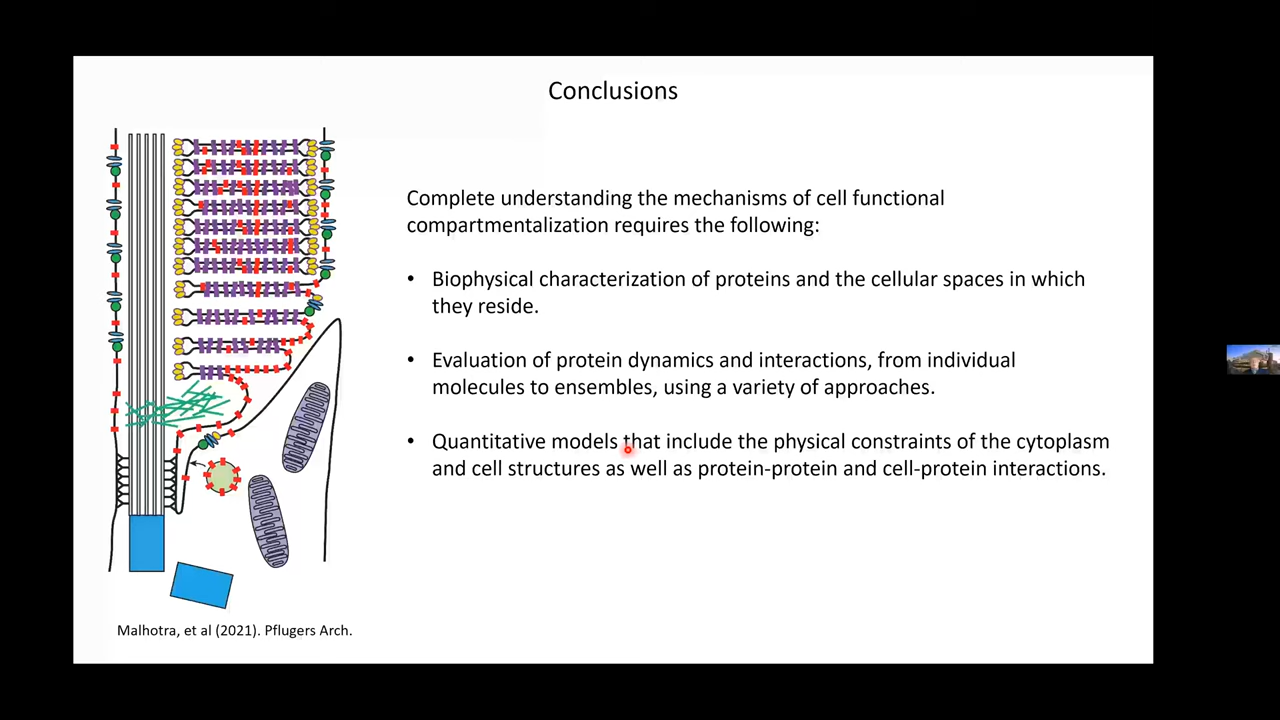 Conclusions
Complete understanding the mechanisms of cell functional
compartmentalization requires the following:
• Biophysical characterization of proteins and the cellular spaces in which
they reside.
• Evaluation of protein dynamics and interactions, from individual
molecules to ensembles, using a variety of approaches.
• Quantitative models that include the physical constraints of the cytoplasm
and cell structures as well as protein-protein and cell-protein interactions.
Malhotra, et al (2021). Pflugers Arch.